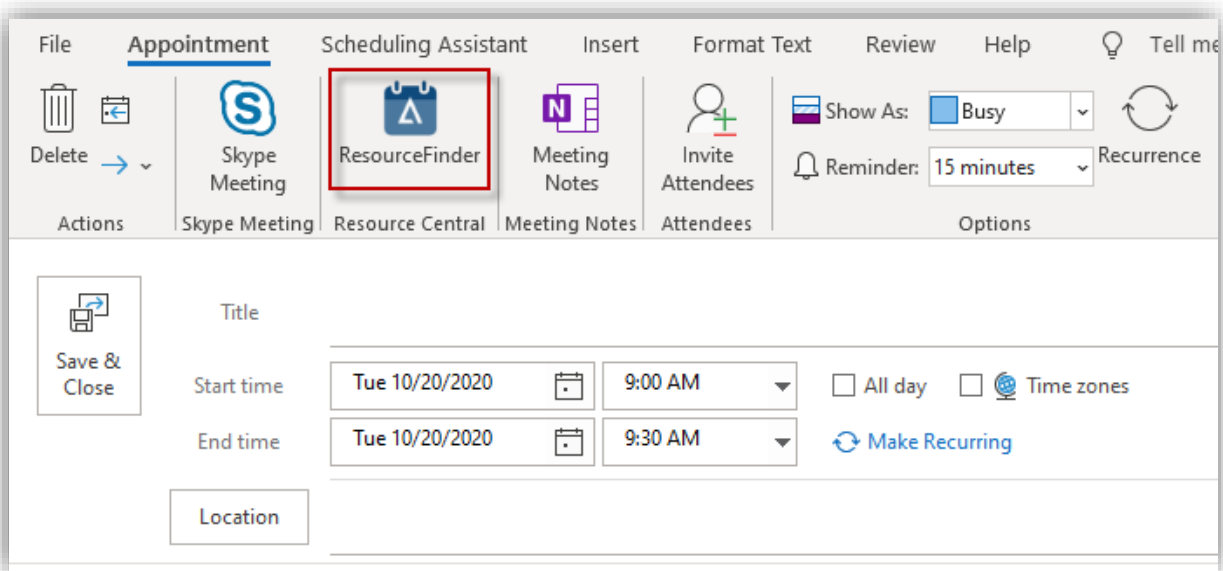 File Appointment Scheduling Assistant Insert Format Text Review Help Tell me
Delete
Skype
Meeting
ResourceFinder
Meeting
Notes
Invite
Attendees
Show As: Busy
Reminder: 15 minutes
Recurrence
Actions Skype Meeting Resource Central Meeting Notes Attendees Options
Save &
Close
Title
Start time Tue 10/20/2020 9:00 AM All day Time zones
End time Tue 10/20/2020 9:30 AM Make Recurring
Location